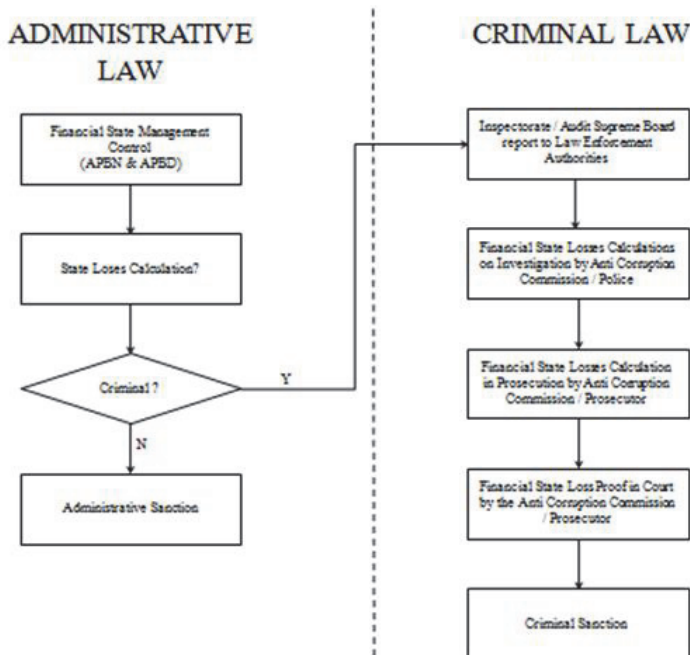 ADMINISTRATIVE
LAW
Financial State Management
Control
(APBN & APBD)
State Loses Calculation?
Criminal ?
Y
N
Administrative Sanction
CRIMINAL LAW
Inspectorate / Audit Supreme Board
report to Law Enforcement
Authorities
Financial State Losses Calculations
on Investigation by Anti Corruption
Commission / Police
Financial State Losses Calculation
in Prosecution by Anti Corruption
Commission / Prosecutor
Financial State Loss Proof in Court
by the Anti Corruption Commission
/ Prosecutor
Criminal Sanction